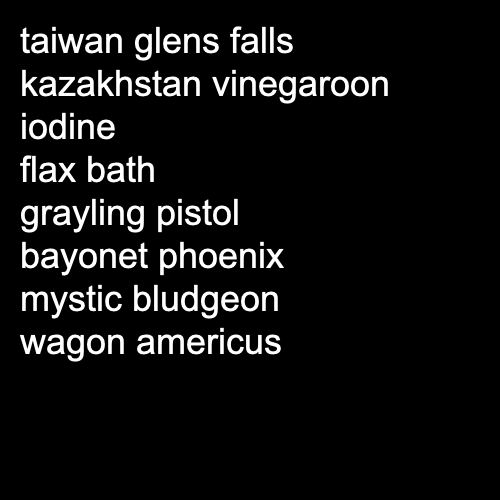 taiwan glens falls
kazakhstan vinegaroon
iodine
flax bath
grayling pistol
bayonet phoenix
mystic bludgeon
wagon americus